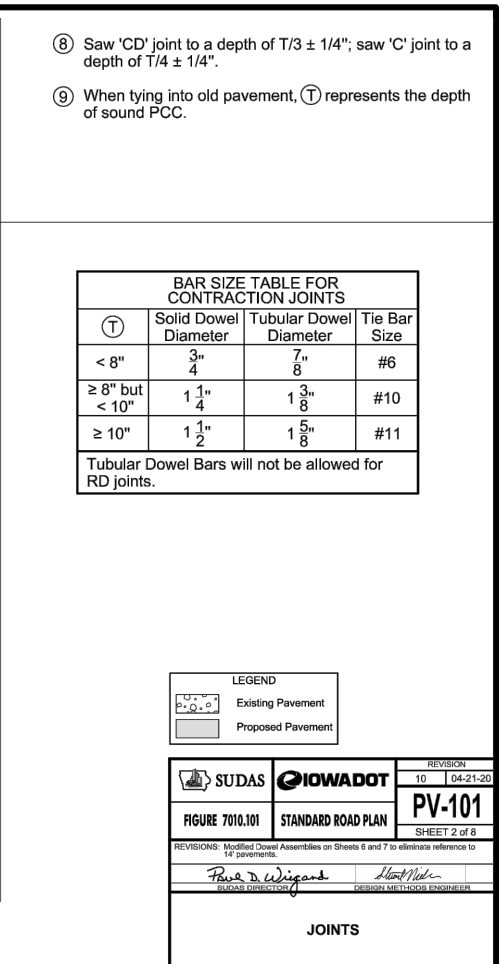 ⑧ Saw 'CD' joint to a depth of T/3 ± 1/4"; saw 'C' joint to a
depth of T/4 ± 1/4".
⑨ When tying into old pavement, Ⓣ represents the depth
of sound PCC.
BAR SIZE TABLE FOR
CONTRACTION JOINTS
Ⓣ Solid Dowel Diameter Tubular Dowel Diameter Tie Bar Size
< 8" 3/4" 7/8" #6
≥ 8" but < 10" 1 1/4" 1 3/8" #10
≥ 10" 1 1/2" 1 5/8" #11
Tubular Dowel Bars will not be allowed for
RD joints.
LEGEND
Existing Pavement
Proposed Pavement
SUDAS IOWADOT
REVISION
10 04-21-20
FIGURE 7010.101 STANDARD ROAD PLAN
PV-101
SHEET 2 of 8
REVISIONS: Modified Dowel Assemblies on Sheets 6 and 7 to eliminate reference to
14' pavements.
Paul D. Wiegand
SUDAS DIRECTOR DESIGN METHODS ENGINEER
JOINTS